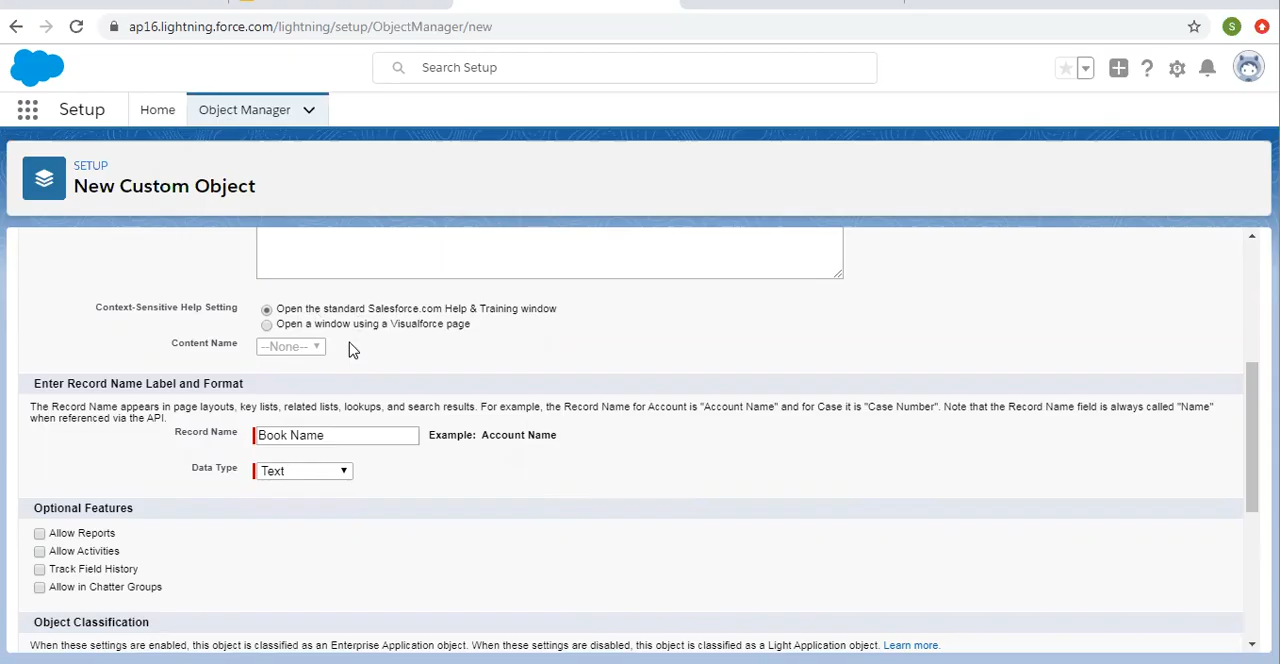 ap16.lightning.force.com/lightning/setup/ObjectManager/new
S
Search Setup
Setup
Home
Object Manager
SETUP
New Custom Object
Context-Sensitive Help Setting
Open the standard Salesforce.com Help & Training window
Open a window using a Visualforce page
Content Name
--None--
Enter Record Name Label and Format
The Record Name appears in page layouts, key lists, related lists, lookups, and search results. For example, the Record Name for Account is "Account Name" and for Case it is "Case Number". Note that the Record Name field is always called "Name"
when referenced via the API.
Record Name
Book Name
Example: Account Name
Data Type
Text
Optional Features
Allow Reports
Allow Activities
Track Field History
Allow in Chatter Groups
Object Classification
When these settings are enabled, this object is classified as an Enterprise Application object. When these settings are disabled, this object is classified as a Light Application object. Learn more.